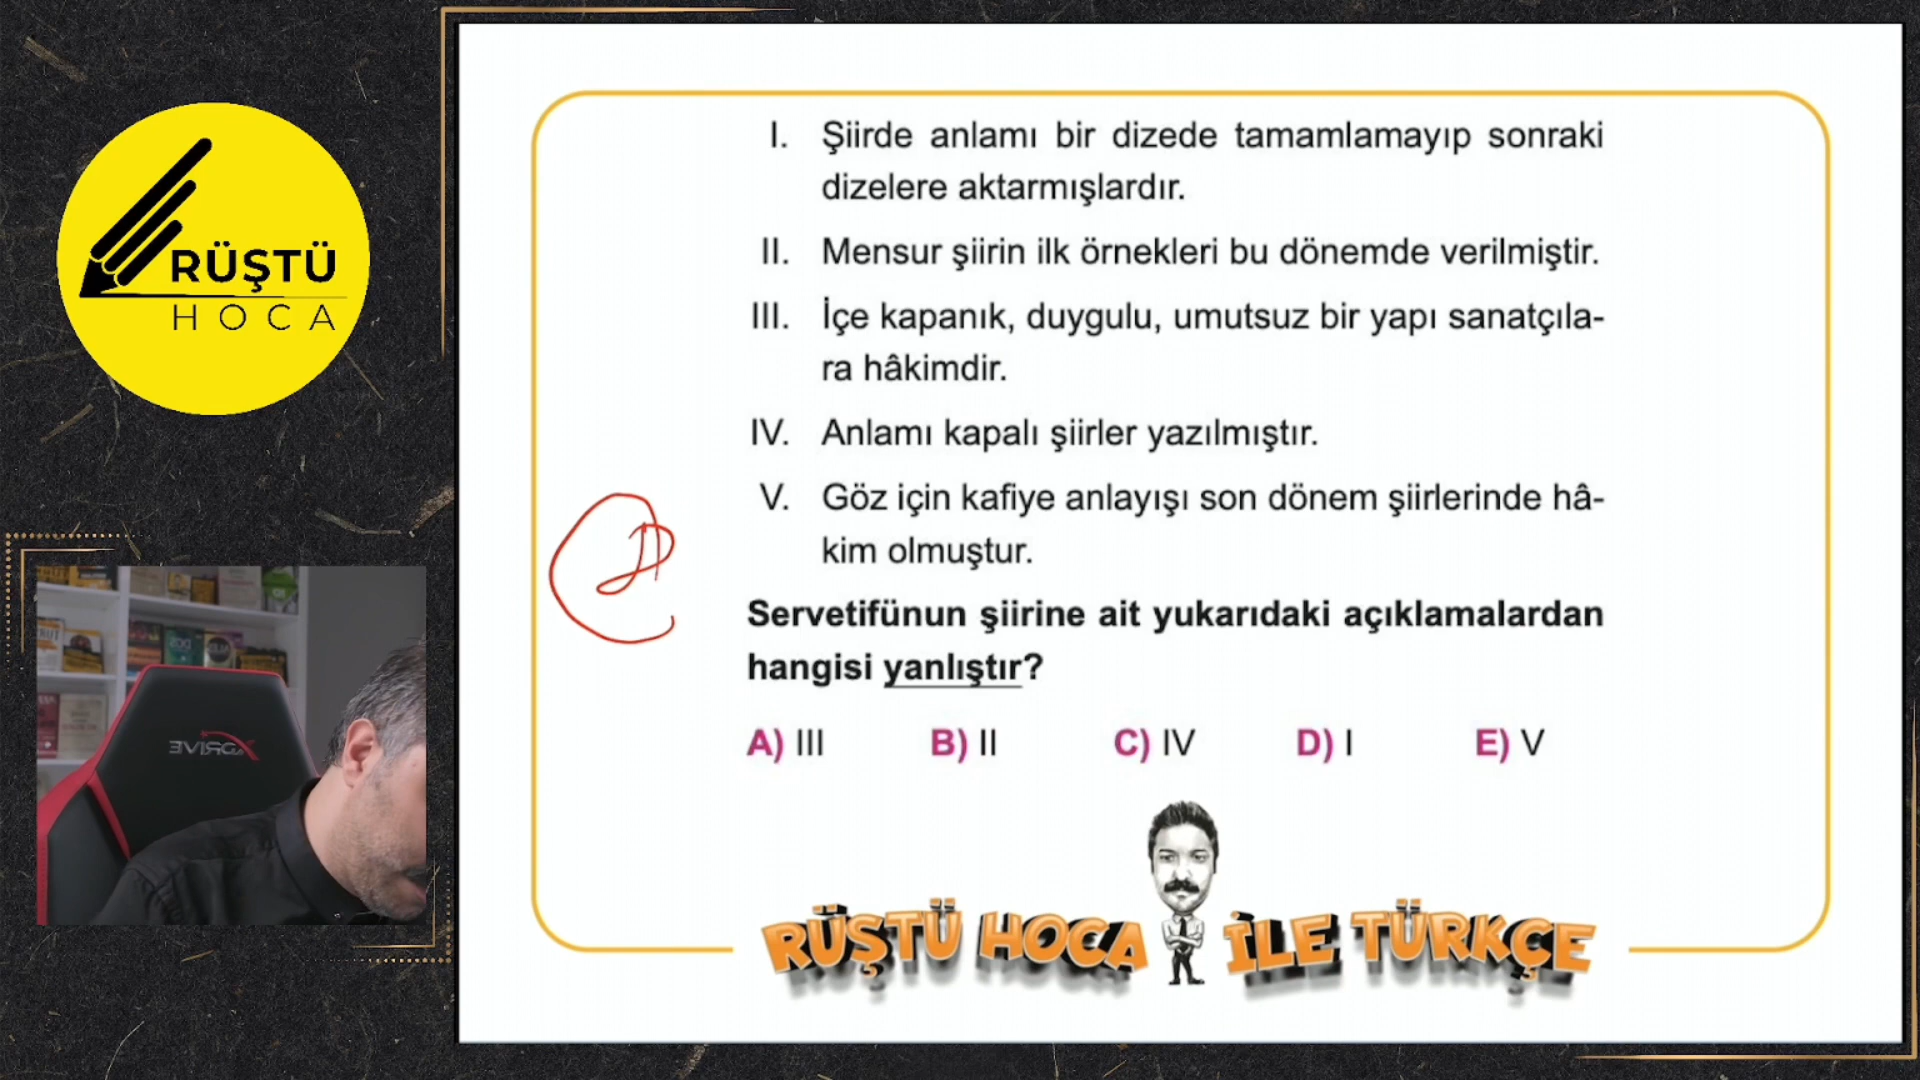 RÜŞTÜ
HOCA
I. Şiirde anlamı bir dizede tamamlamayıp sonraki
dizelere aktarmışlardır.
II. Mensur şiirin ilk örnekleri bu dönemde verilmiştir.
III. İçe kapanık, duygulu, umutsuz bir yapı sanatçıla-
ra hâkimdir.
IV. Anlamı kapalı şiirler yazılmıştır.
V. Göz için kafiye anlayışı son dönem şiirlerinde hâ-
kim olmuştur.
Servetifünun şiirine ait yukarıdaki açıklamalardan
hangisi yanlıştır?
A) III B) II C) IV D) I E) V
RÜŞTÜ HOCA İLE TÜRKÇE